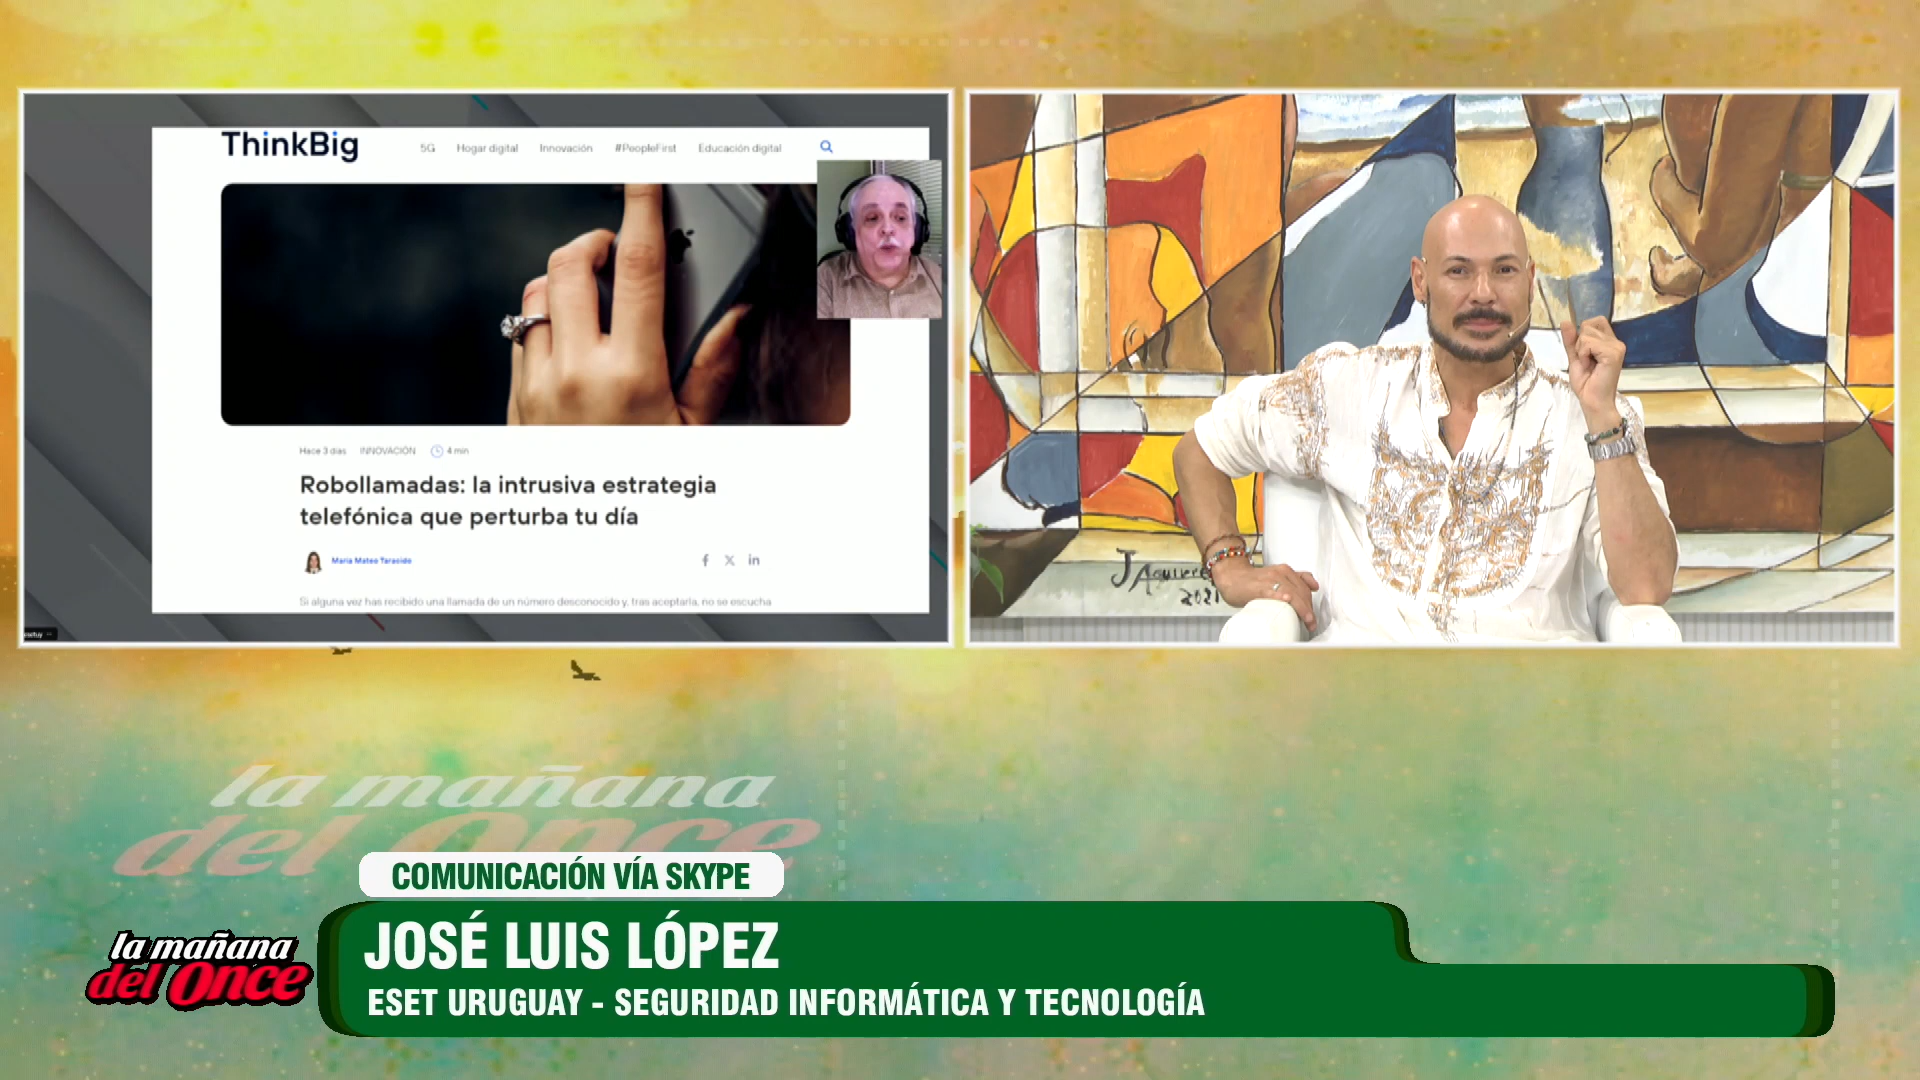 ThinkBig
5G Hogar digital Innovación #PeopleFirst Educación digital
Hace 3 días INNOVACIÓN 4 min
Robollamadas: la intrusiva estrategia
telefónica que perturba tu día
María Mateo Tarasido
Si alguna vez has recibido una llamada de un número desconocido y, tras aceptarla, no se escucha
J Aguirre
2021
la mañana
del Once
COMUNICACIÓN VÍA SKYPE
JOSÉ LUIS LÓPEZ
ESET URUGUAY - SEGURIDAD INFORMÁTICA Y TECNOLOGÍA
la mañana
del Once